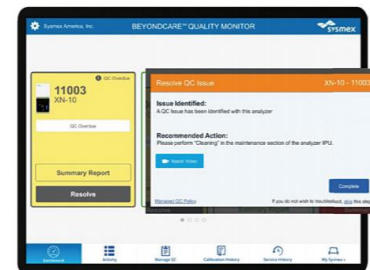 Sysmex America, Inc.
BEYONDCARE™ QUALITY MONITOR
sysmex
QC Overdue
11003
XN-10
QC Overdue
Summary Report
Resolve
Resolve QC Issue
XN-10 - 11003
Issue Identified:
A QC Issue has been identified with this analyzer
Recommended Action:
Please perform "Cleaning" in the maintenance section of the analyzer IPU.
Watch Video
Complete
Managed QC Policy
If you do not wish to troubleshoot, skip this step
Summary Report
Dashboard
Activity
Manage QC
Calibration History
Service History
My Sysmex